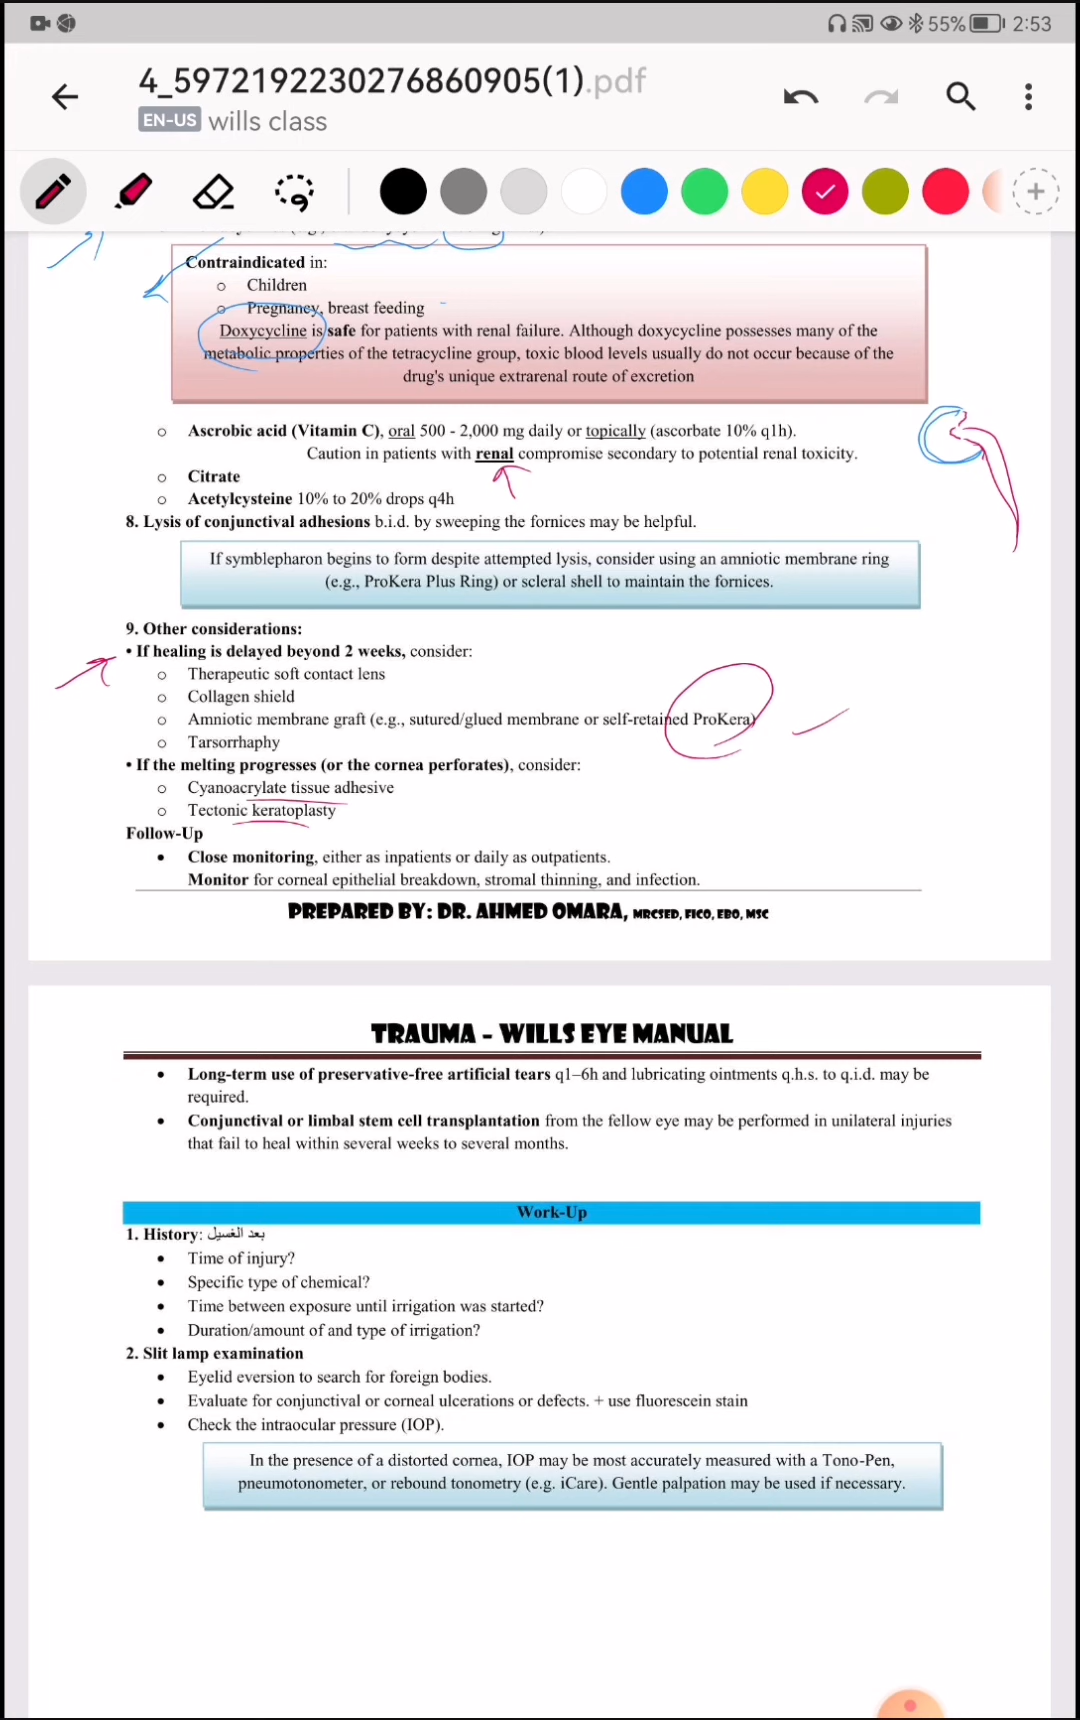 55% 2:53
4_5972192230276860905(1).pdf
EN-US wills class
Contraindicated in:
o Children
o Pregnancy, breast feeding
Doxycycline is safe for patients with renal failure. Although doxycycline possesses many of the
metabolic properties of the tetracycline group, toxic blood levels usually do not occur because of the
drug's unique extrarenal route of excretion
o Ascrobic acid (Vitamin C), oral 500 - 2,000 mg daily or topically (ascorbate 10% q1h).
Caution in patients with renal compromise secondary to potential renal toxicity.
o Citrate
o Acetylcysteine 10% to 20% drops q4h
8. Lysis of conjunctival adhesions b.i.d. by sweeping the fornices may be helpful.
If symblepharon begins to form despite attempted lysis, consider using an amniotic membrane ring
(e.g., ProKera Plus Ring) or scleral shell to maintain the fornices.
9. Other considerations:
• If healing is delayed beyond 2 weeks, consider:
o Therapeutic soft contact lens
o Collagen shield
o Amniotic membrane graft (e.g., sutured/glued membrane or self-retained ProKera)
o Tarsorrhaphy
• If the melting progresses (or the cornea perforates), consider:
o Cyanoacrylate tissue adhesive
o Tectonic keratoplasty
Follow-Up
• Close monitoring, either as inpatients or daily as outpatients.
Monitor for corneal epithelial breakdown, stromal thinning, and infection.
PREPARED BY: DR. AHMED OMARA, MRCSED, FICO, EBO, MSC
TRAUMA - WILLS EYE MANUAL
• Long-term use of preservative-free artificial tears q1–6h and lubricating ointments q.h.s. to q.i.d. may be
required.
• Conjunctival or limbal stem cell transplantation from the fellow eye may be performed in unilateral injuries
that fail to heal within several weeks to several months.
Work-Up
1. History: بعد الغسيل
• Time of injury?
• Specific type of chemical?
• Time between exposure until irrigation was started?
• Duration/amount of and type of irrigation?
2. Slit lamp examination
• Eyelid eversion to search for foreign bodies.
• Evaluate for conjunctival or corneal ulcerations or defects. + use fluorescein stain
• Check the intraocular pressure (IOP).
In the presence of a distorted cornea, IOP may be most accurately measured with a Tono-Pen,
pneumotonometer, or rebound tonometry (e.g. iCare). Gentle palpation may be used if necessary.